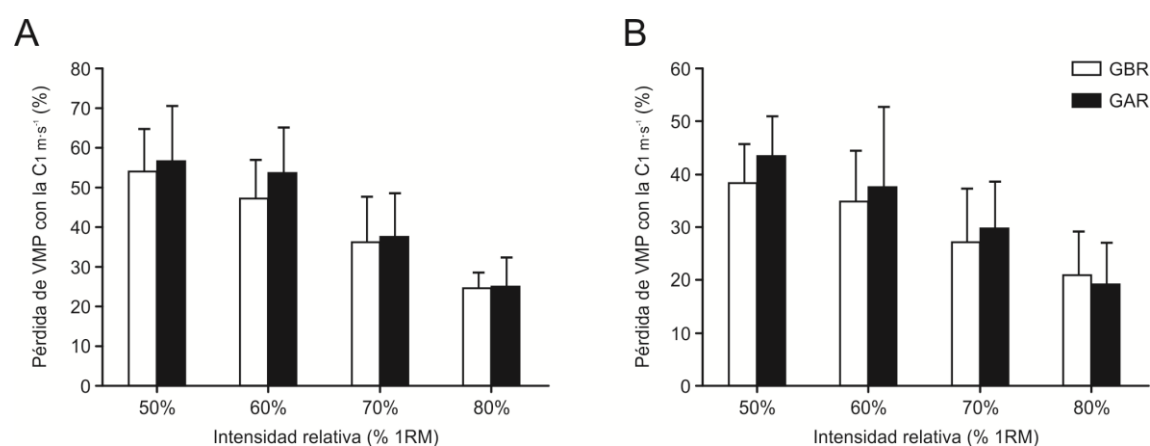 A
Pérdida de VMP con la C1 m·s⁻¹ (%)
80
70
60
50
40
30
20
10
0
50% 60% 70% 80%
Intensidad relativa (% 1RM)
B
GBR
GAR
Pérdida de VMP con la C1 m·s⁻¹ (%)
60
50
40
30
20
10
0
50% 60% 70% 80%
Intensidad relativa (% 1RM)